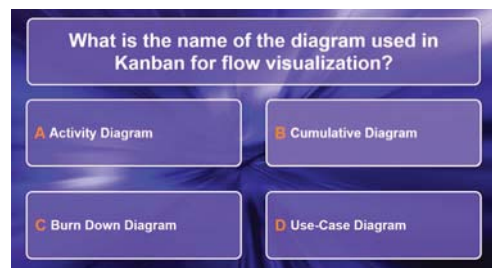 What is the name of the diagram used in
Kanban for flow visualization?
A Activity Diagram
B Cumulative Diagram
C Burn Down Diagram
D Use-Case Diagram